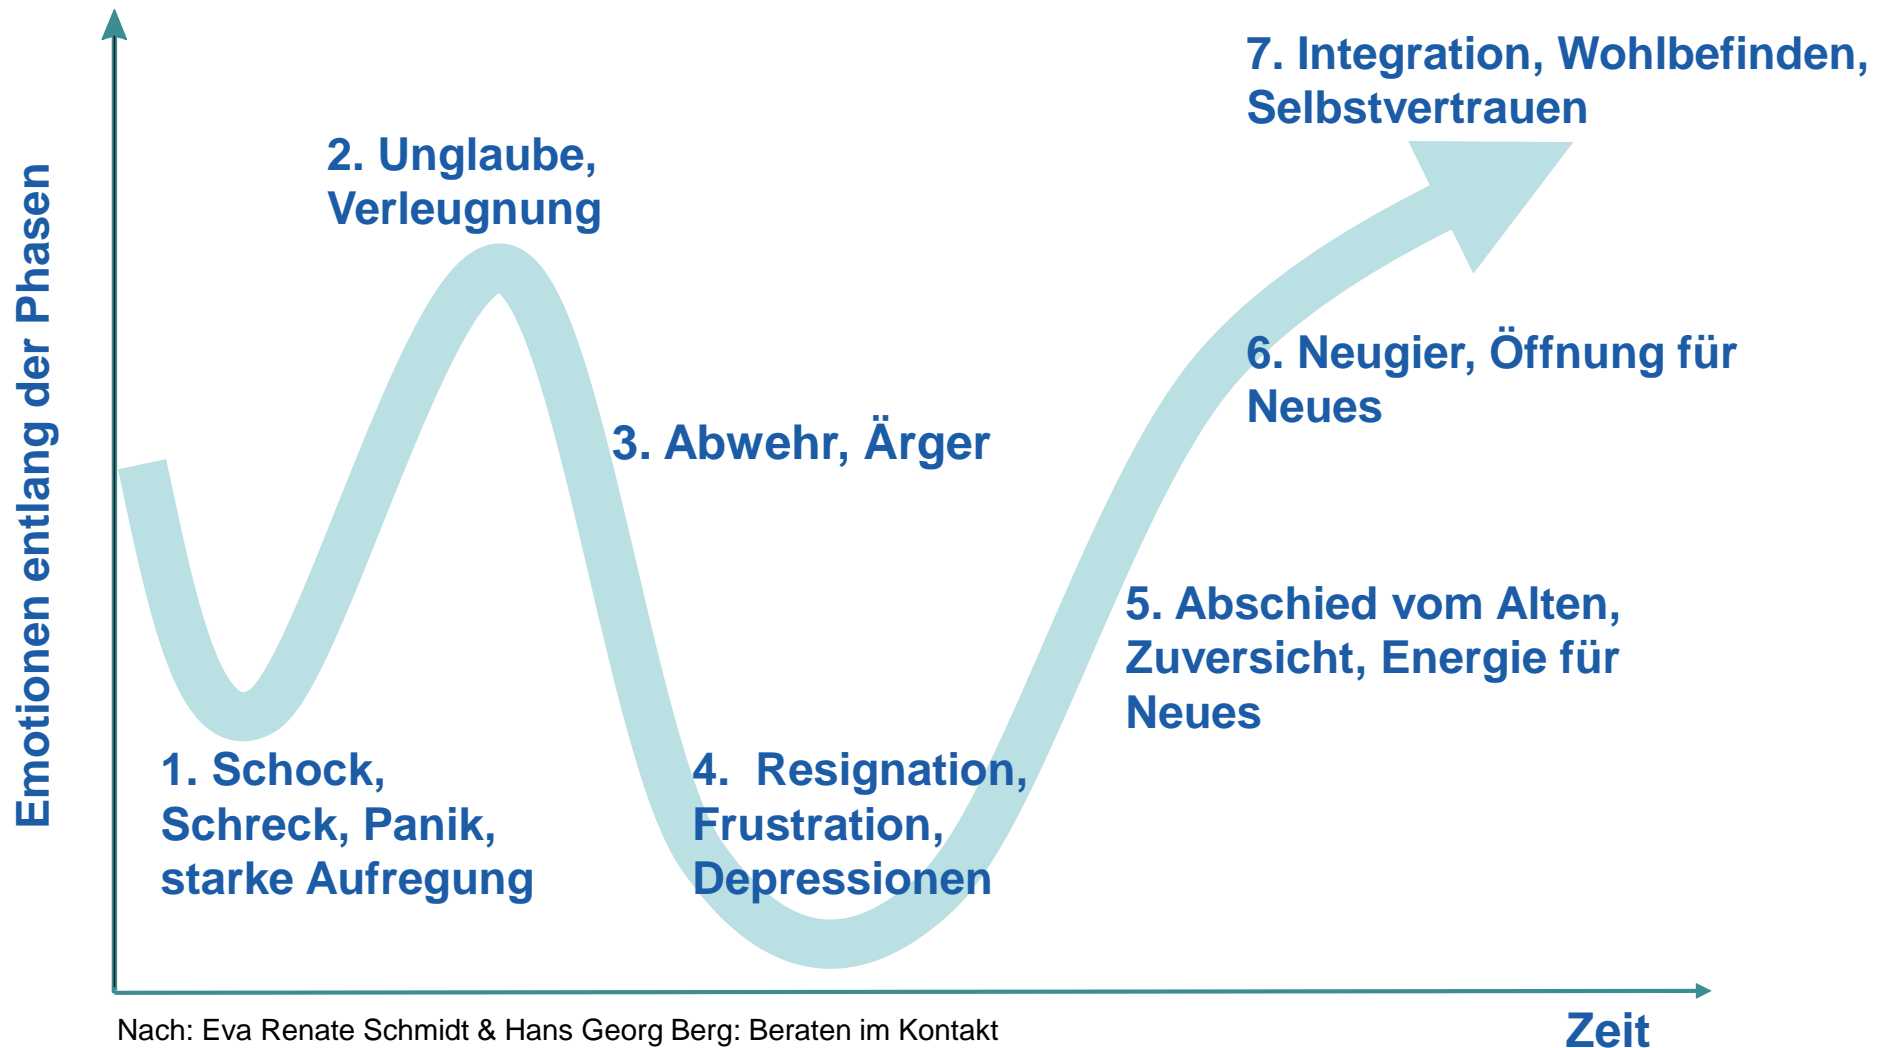 Emotionen entlang der Phasen
1. Schock,
Schreck, Panik,
starke Aufregung
2. Unglaube,
Verleugnung
3. Abwehr, Ärger
4.  Resignation,
Frustration,
Depressionen
5. Abschied vom Alten,
Zuversicht, Energie für
Neues
6. Neugier, Öffnung für
Neues
7. Integration, Wohlbefinden,
Selbstvertrauen
Zeit
Nach: Eva Renate Schmidt & Hans Georg Berg: Beraten im Kontakt